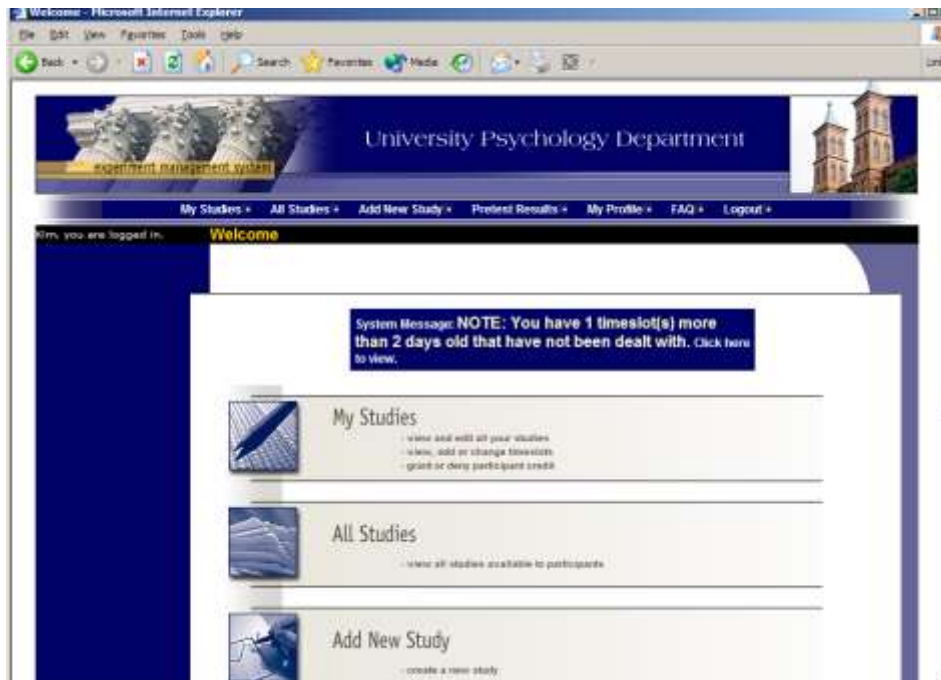 Welcome - Microsoft Internet Explorer
File Edit View Favorites Tools Help
Back Search Favorites Media
University Psychology Department
experiment management system
My Studies + All Studies + Add New Study + Pretest Results + My Profile + FAQ + Logout +
Kim, you are logged in. Welcome
System Message: NOTE: You have 1 timeslot(s) more
than 2 days old that have not been dealt with. Click here
to view.
My Studies
- view and edit all your studies
- view, add or change timeslots
- grant or deny participant credit
All Studies
- view all studies available to participants
Add New Study
- create a new study